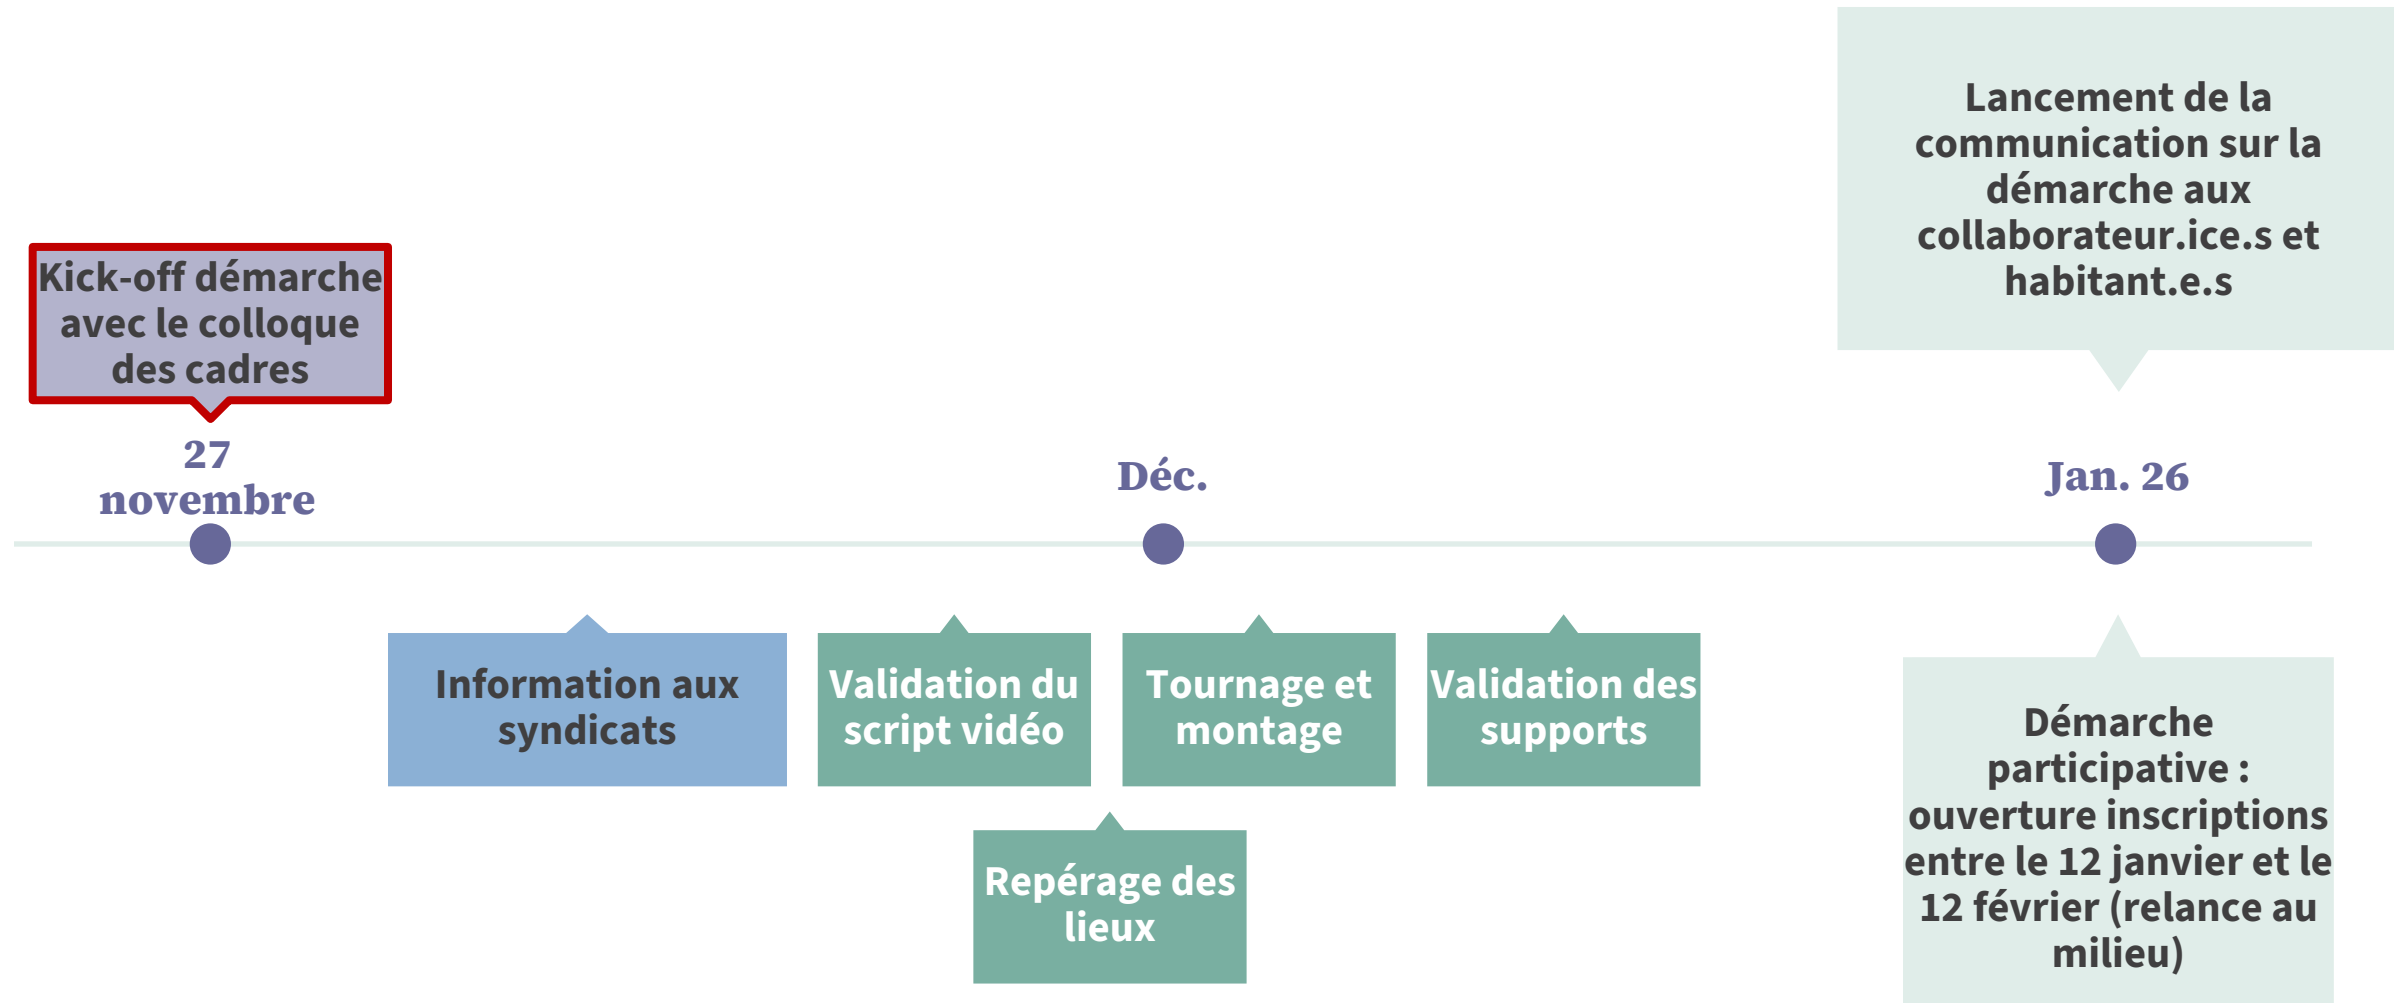 Lancement de la
communication sur la
démarche aux
collaborateur.ice.s et
habitant.e.s
Kick-off démarche
avec le colloque
des cadres
27
novembre
Déc.
Jan. 26
Information aux
syndicats
Validation du
script vidéo
Tournage et
montage
Validation des
supports
Repérage des
lieux
Démarche
participative :
ouverture inscriptions
entre le 12 janvier et le
12 février (relance au
milieu)